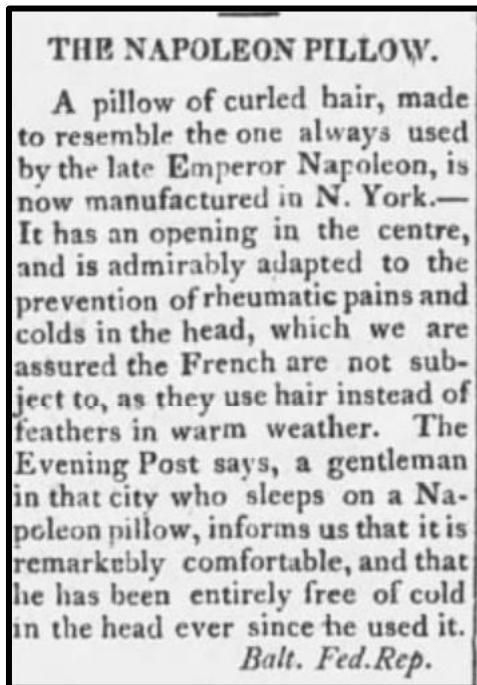 THE NAPOLEON PILLOW.
A pillow of curled hair, made
to resemble the one always used
by the late Emperor Napoleon, is
now manufactured in N. York.—
It has an opening in the centre,
and is admirably adapted to the
prevention of rheumatic pains and
colds in the head, which we are
assured the French are not sub-
ject to, as they use hair instead of
feathers in warm weather. The
Evening Post says, a gentleman
in that city who sleeps on a Na-
poleon pillow, informs us that it is
remarkably comfortable, and that
he has been entirely free of cold
in the head ever since he used it.
Balt. Fed. Rep.